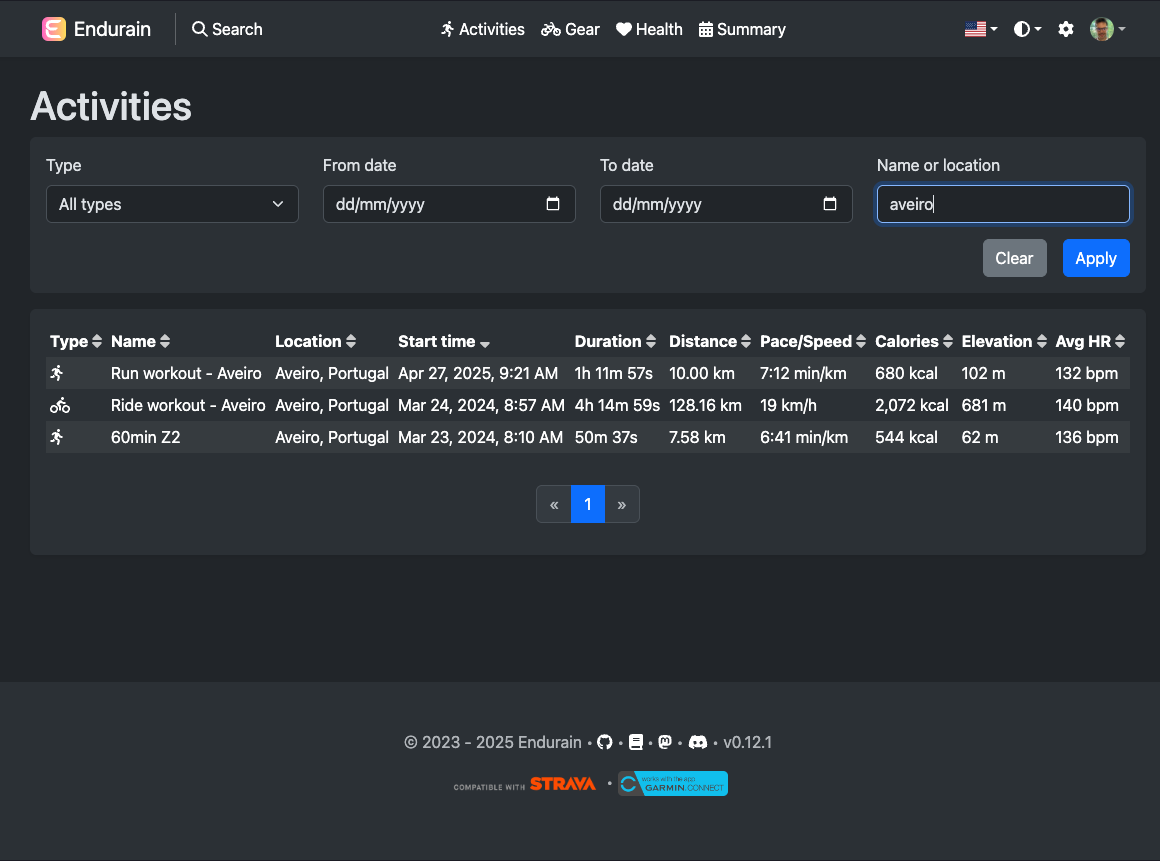 Endurain Search Activities Gear Health Summary
Activities
Type From date To date Name or location
All types dd/mm/yyyy dd/mm/yyyy aveiro
Clear Apply
Type Name Location Start time Duration Distance Pace/Speed Calories Elevation Avg HR
Run workout - Aveiro Aveiro, Portugal Apr 27, 2025, 9:21 AM 1h 11m 57s 10.00 km 7:12 min/km 680 kcal 102 m 132 bpm
Ride workout - Aveiro Aveiro, Portugal Mar 24, 2024, 8:57 AM 4h 14m 59s 128.16 km 19 km/h 2,072 kcal 681 m 140 bpm
60min Z2 Aveiro, Portugal Mar 23, 2024, 8:10 AM 50m 37s 7.58 km 6:41 min/km 544 kcal 62 m 136 bpm
« 1 »
© 2023 - 2025 Endurain • • • • • v0.12.1
COMPATIBLE WITH STRAVA • works with the app GARMIN.CONNECT